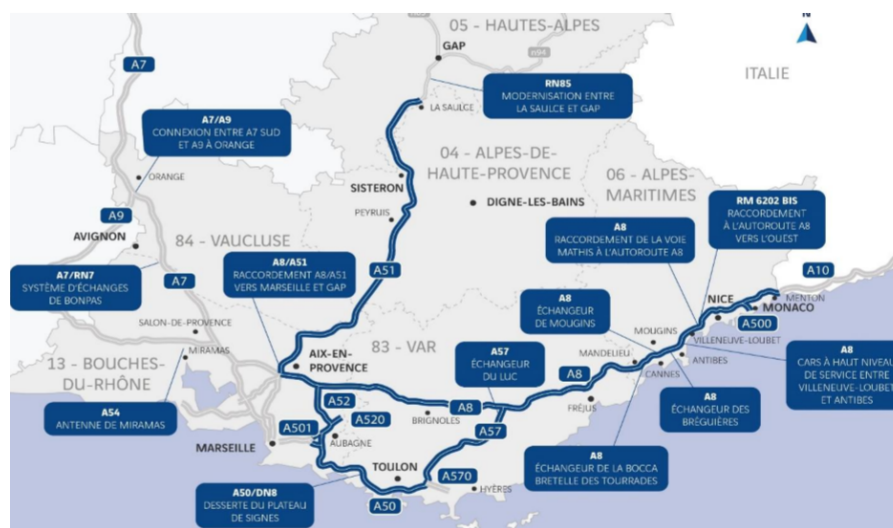 05 - HAUTES-ALPES
N
GAP
n94
A7
ITALIE
RN85
MODERNISATION ENTRE
LA SAULCE ET GAP
LA SAULCE
A7/A9
CONNEXION ENTRE A7 SUD
ET A9 À ORANGE
04 - ALPES-DE-
HAUTE-PROVENCE
ORANGE
SISTERON
06 - ALPES-
MARITIMES
DIGNE-LES-BAINS
PEYRUIS
RM 6202 BIS
RACCORDEMENT
À L'AUTOROUTE A8
VERS L'OUEST
A9
AVIGNON
84 - VAUCLUSE
A8
RACCORDEMENT DE LA VOIE
MATHIS À L'AUTOROUTE A8
A7/RN7
SYSTÈME D'ÉCHANGES
DE BONPAS
A7
A8/A51
RACCORDEMENT A8/A51
VERS MARSEILLE ET GAP
A51
A10
MENTON
MONACO
NICE
A500
A8
ÉCHANGEUR
DE MOUGINS
SALON-DE-PROVENCE
MIRAMAS
13 - BOUCHES-
DU-RHÔNE
83 - VAR
AIX-EN-
PROVENCE
A57
ÉCHANGEUR
DU LUC
MOUGINS
VILLENEUVE-LOUBET
MANDELIEU
ANTIBES
CANNES
A8
A8
CARS À HAUT NIVEAU
DE SERVICE ENTRE
VILLENEUVE-LOUBET
ET ANTIBES
A54
ANTENNE DE MIRAMAS
A52
A520
A8
BRIGNOLES
FRÉJUS
A8
ÉCHANGEUR DES
BRÉGUIÈRES
A501
AUBAGNE
A57
MARSEILLE
A8
ÉCHANGEUR DE LA BOCCA
BRETELLE DES TOURRADES
TOULON
A570
HYÈRES
A50
A50/DN8
DESSERTE DU PLATEAU
DE SIGNES